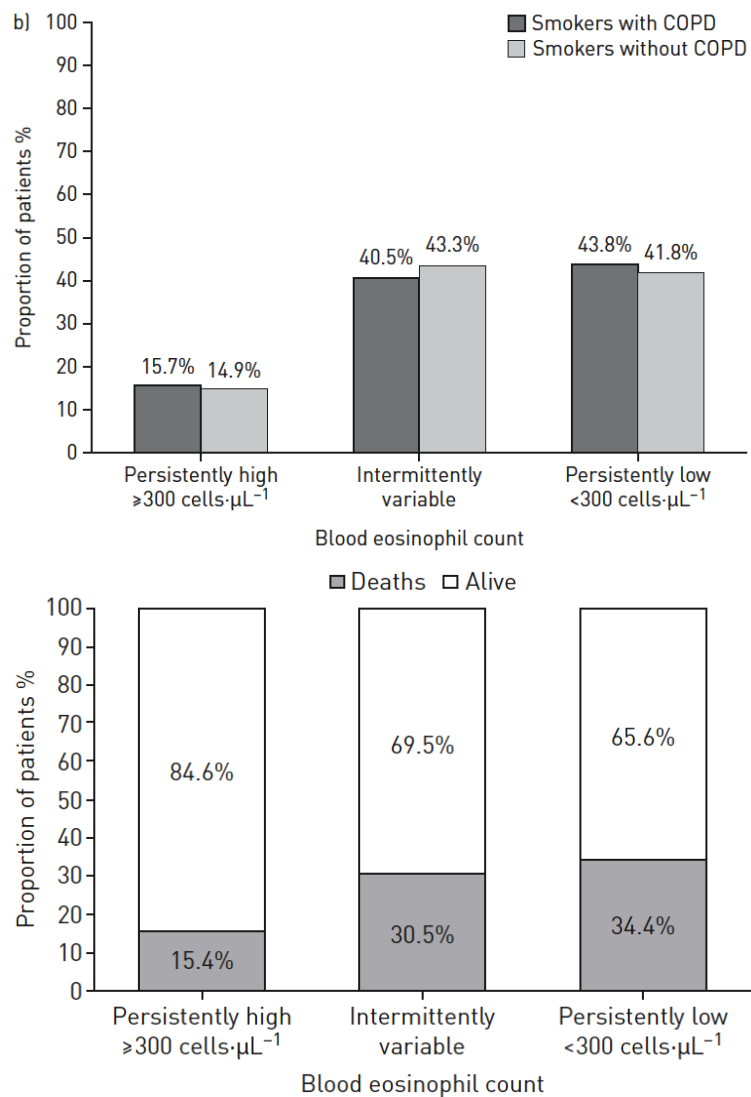 b)
Smokers with COPD
Smokers without COPD
Proportion of patients %
100
90
80
70
60
50
40
30
20
10
0
15.7%
14.9%
40.5%
43.3%
43.8%
41.8%
Persistently high
≥300 cells·µL⁻¹
Intermittently
variable
Persistently low
<300 cells·µL⁻¹
Blood eosinophil count
Deaths
Alive
Proportion of patients %
100
90
80
70
60
50
40
30
20
10
0
84.6%
15.4%
69.5%
30.5%
65.6%
34.4%
Persistently high
≥300 cells·µL⁻¹
Intermittently
variable
Persistently low
<300 cells·µL⁻¹
Blood eosinophil count